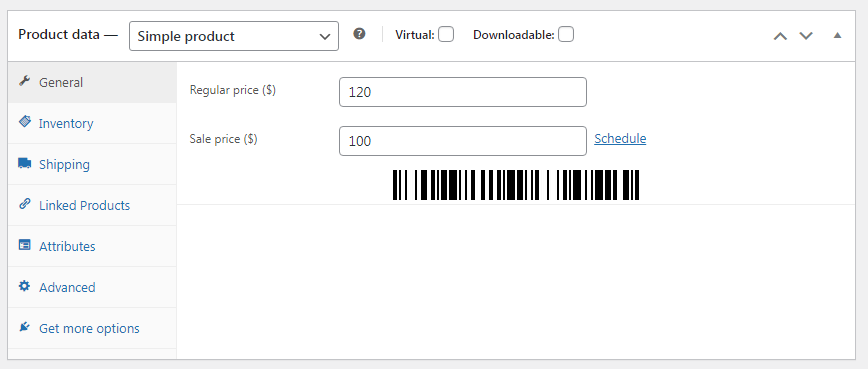 Product data — Simple product ? Virtual: Downloadable:
General
Regular price ($) 120
Inventory
Sale price ($) 100 Schedule
Shipping
Linked Products
Attributes
Advanced
Get more options